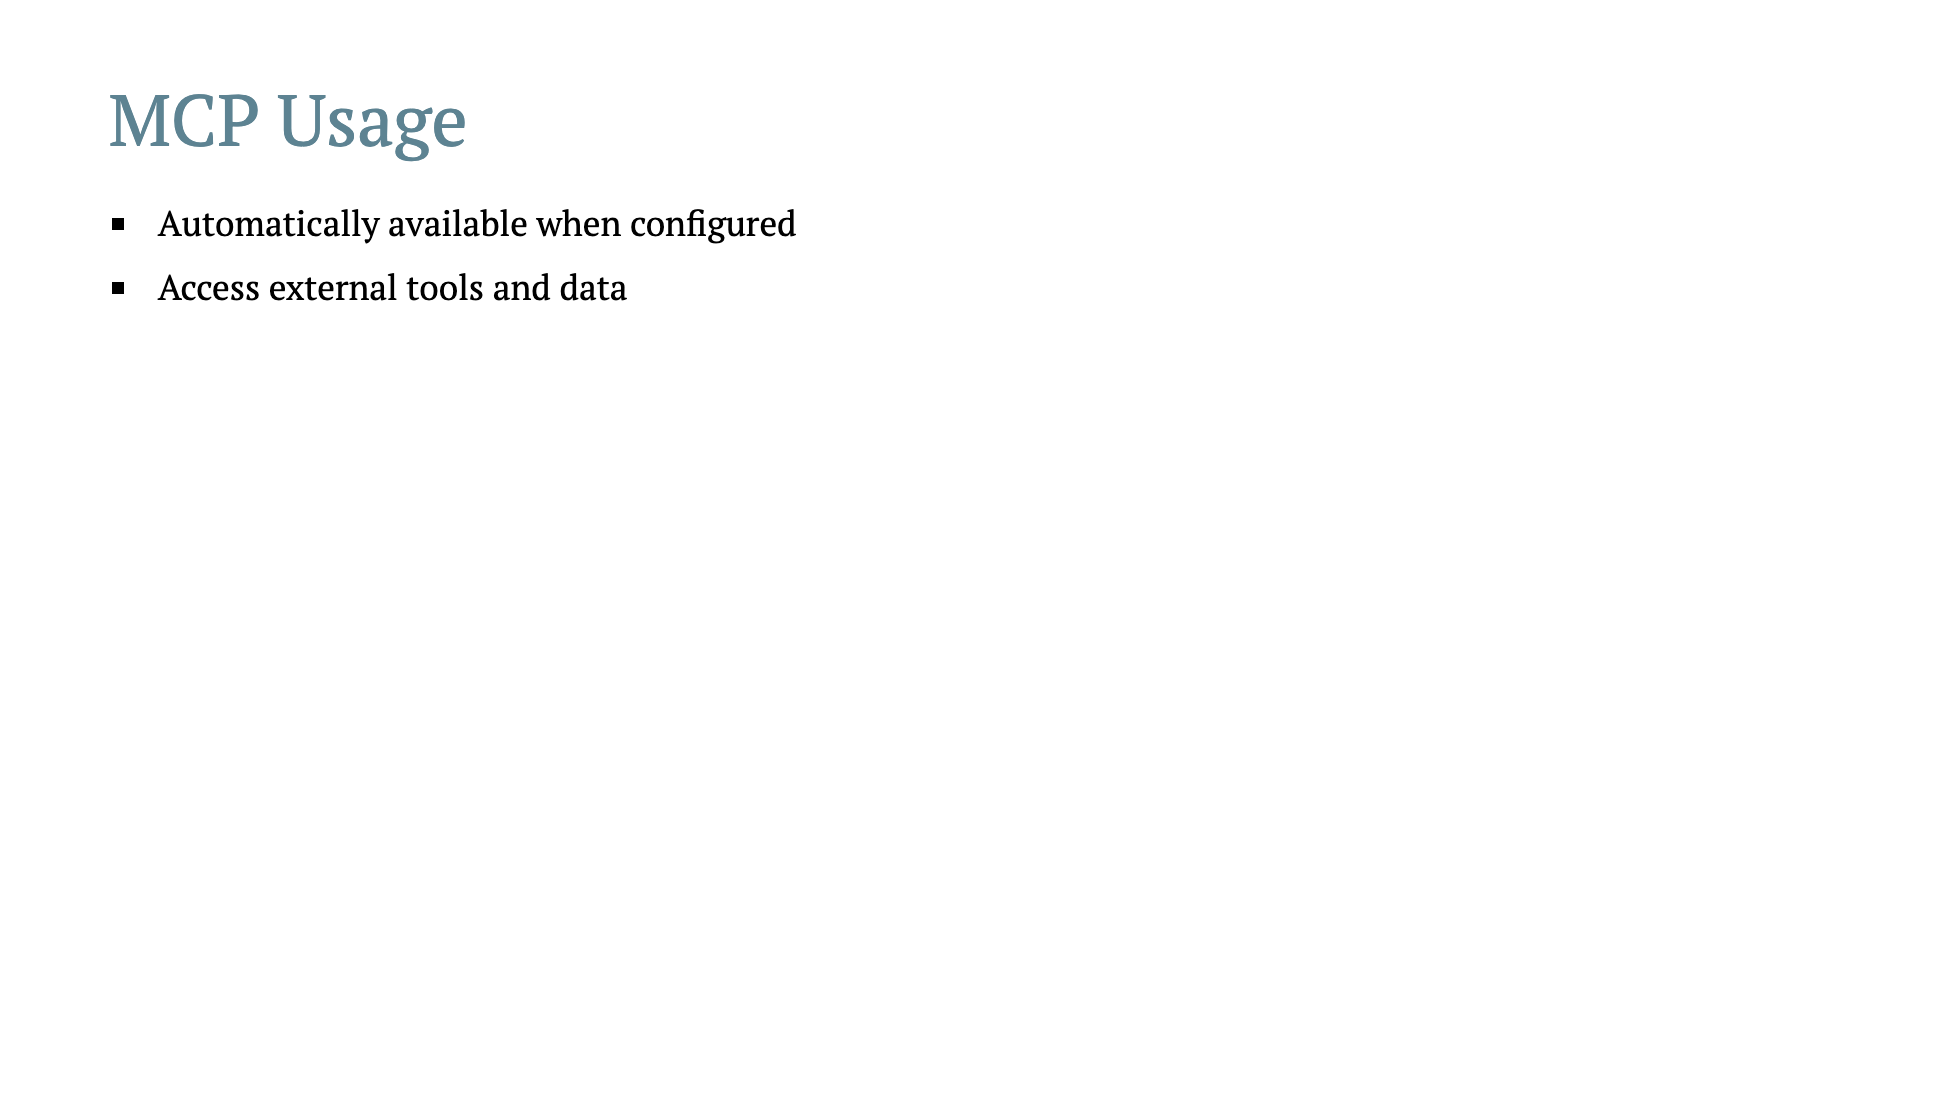 MCP Usage
Automatically available when configured
Access external tools and data